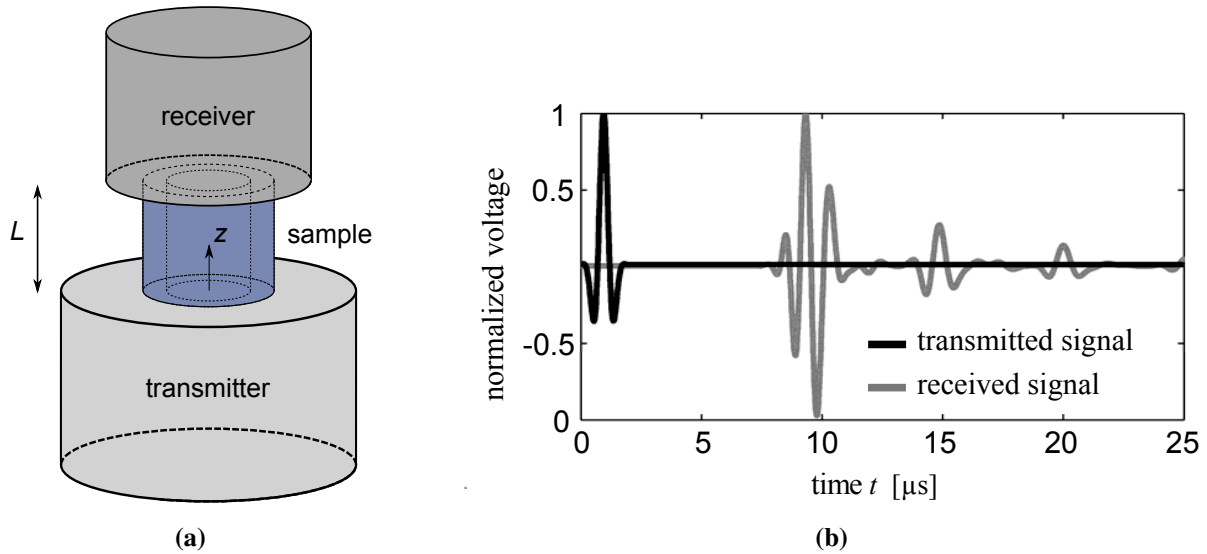 receiver
L
z
sample
transmitter
(a)
normalized voltage
1
0.5
-0.5
0
0
5
10
15
20
25
transmitted signal
received signal
time t [µs]
(b)